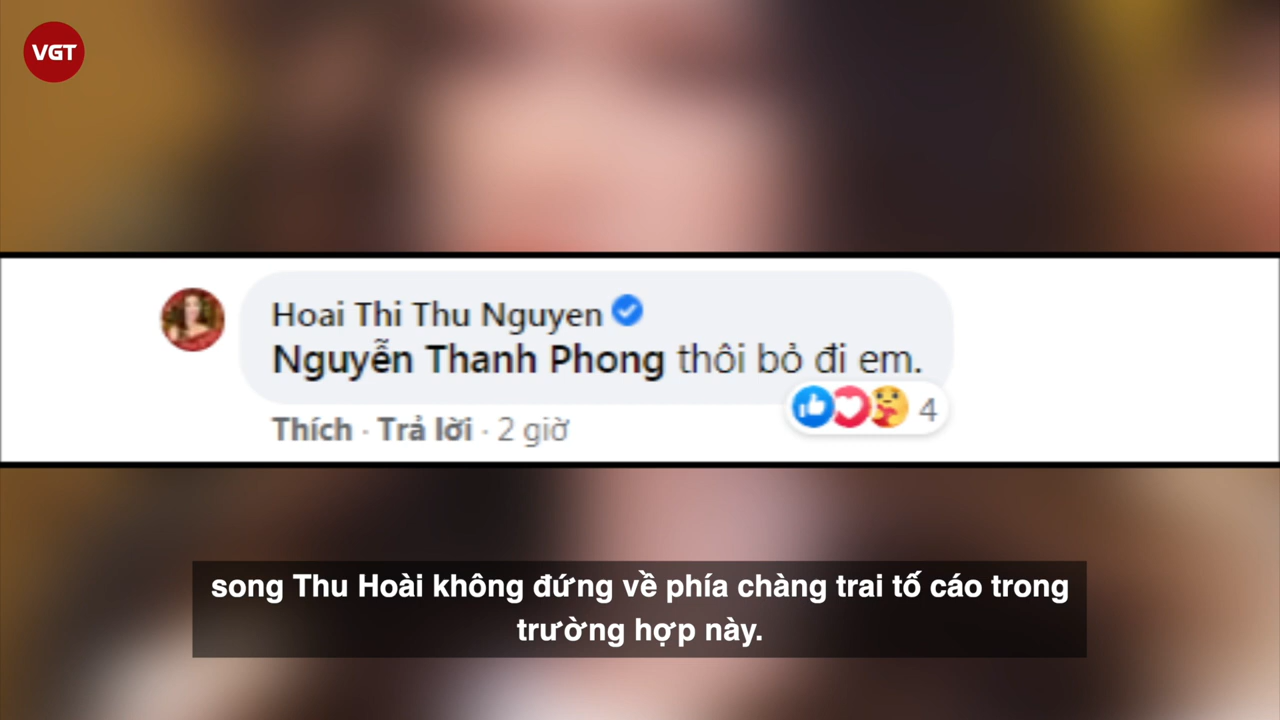 VGT
Hoai Thi Thu Nguyen
Nguyễn Thanh Phong thôi bỏ đi em.
4
Thích · Trả lời · 2 giờ
song Thu Hoài không đứng về phía chàng trai tố cáo trong
trường hợp này.